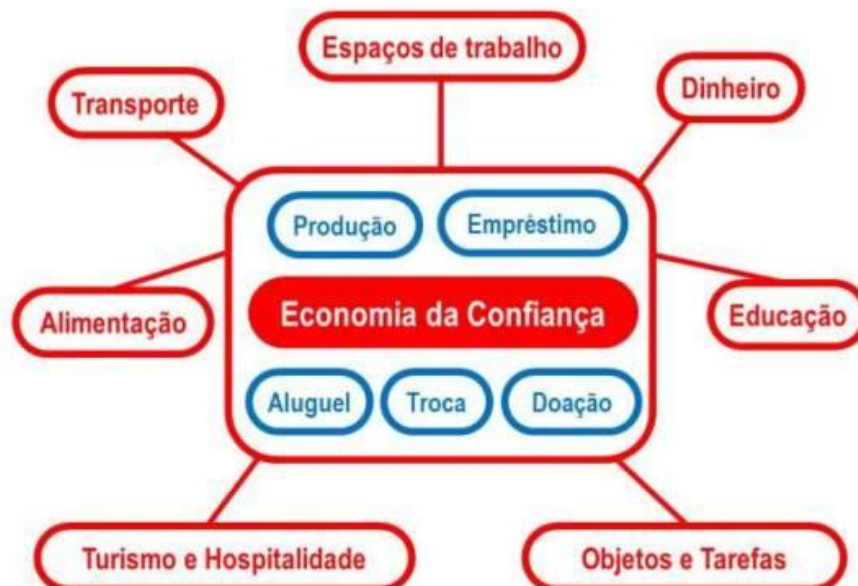 Espaços de trabalho
Transporte
Dinheiro
Produção
Empréstimo
Alimentação
Economia da Confiança
Educação
Aluguel
Troca
Doação
Turismo e Hospitalidade
Objetos e Tarefas